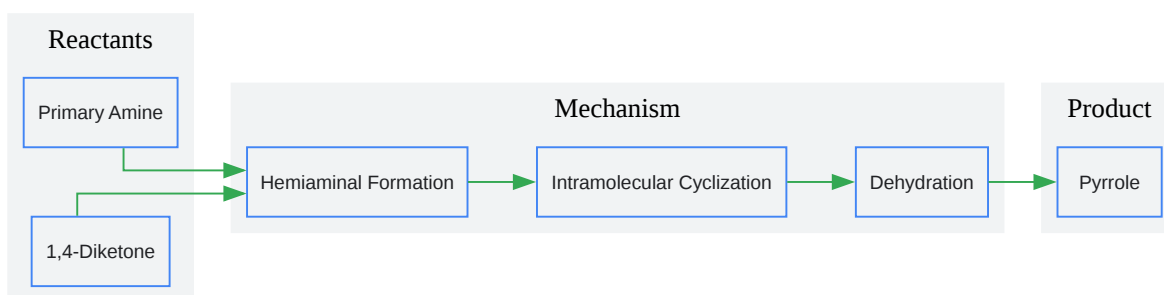 Reactants
Primary Amine
1,4-Diketone
Mechanism
Hemiaminal Formation
Intramolecular Cyclization
Dehydration
Product
Pyrrole